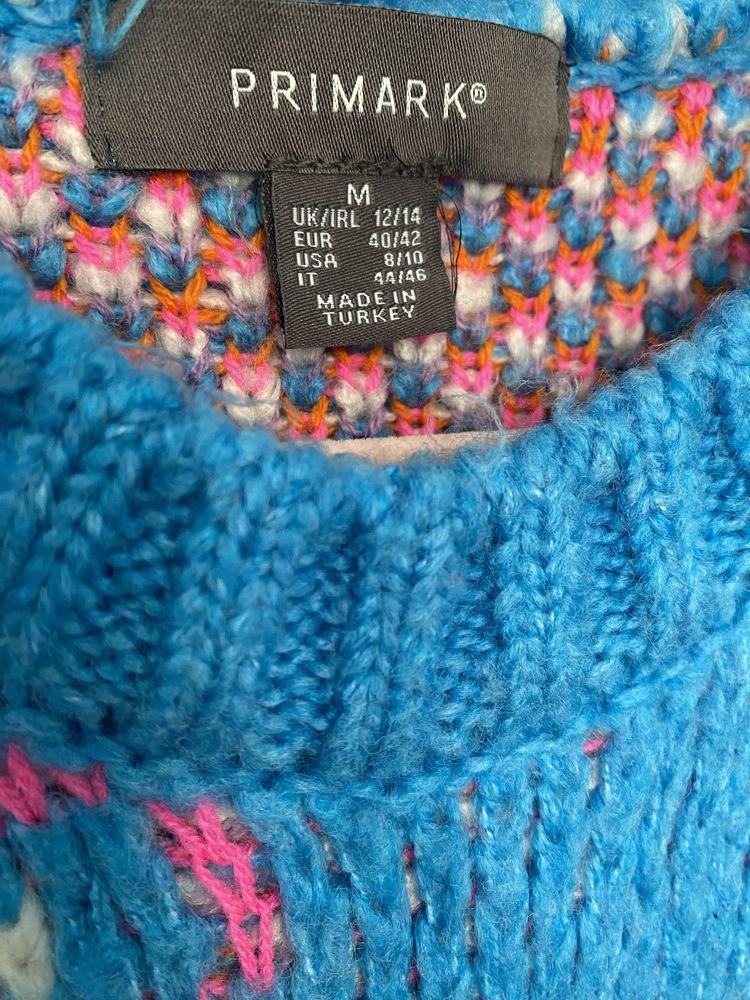 PRIMARK®
M
UK/IRL 12/14
EUR 40/42
USA 8/10
IT 44/46
MADE IN
TURKEY